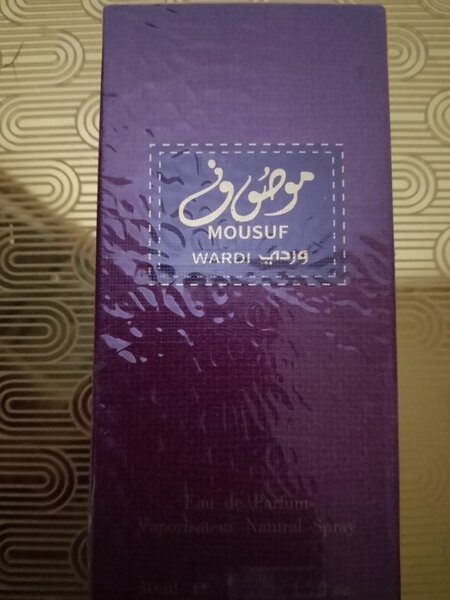 موصوف
MOUSUF
WARDI وردي
Eau de Parfum
Vaporisateur Natural Spray